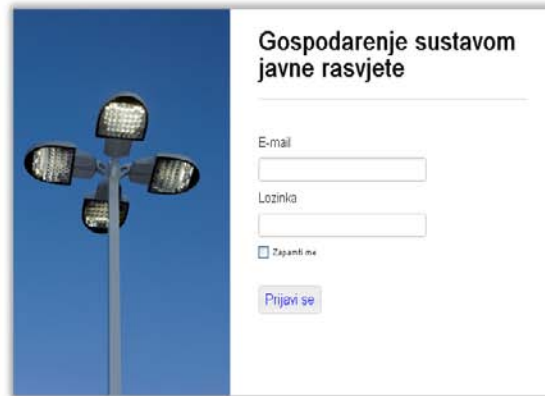 Gospodarenje sustavom
javne rasvjete
E-mail
Lozinka
Zapamti me
Prijavi se